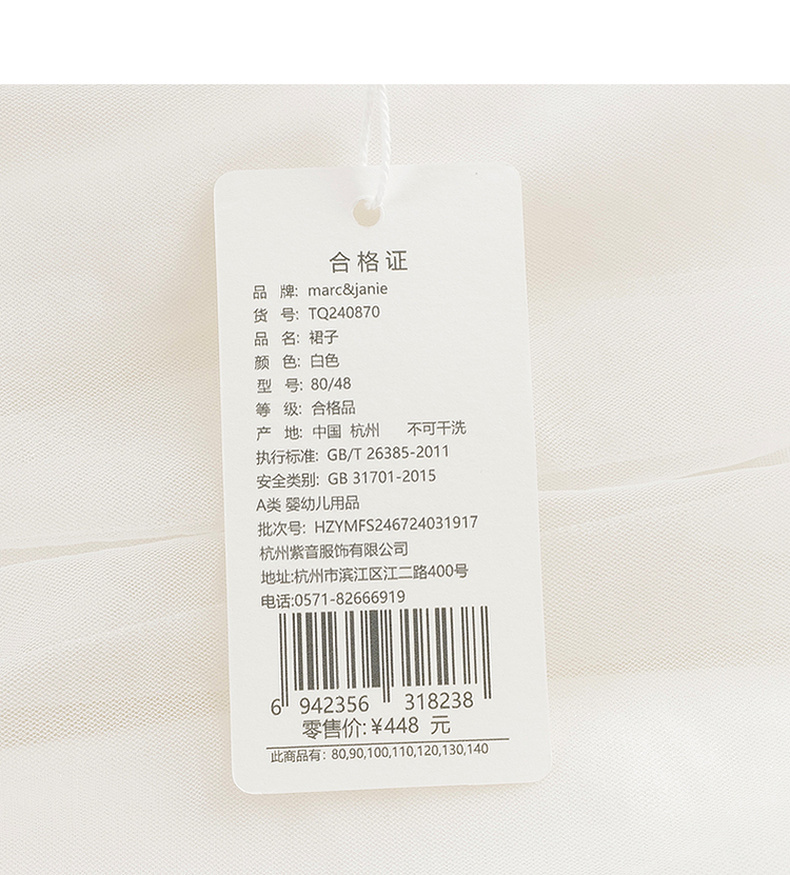 合格证
品 牌: marc&janie
货 号: TQ240870
品 名: 裙子
颜 色: 白色
型 号: 80/48
等 级: 合格品
产 地: 中国 杭州 不可干洗
执行标准: GB/T 26385-2011
安全类别: GB 31701-2015
A类 婴幼儿用品
批次号: HZYMFS246724031917
杭州紫音服饰有限公司
地址:杭州市滨江区江二路400号
电话:0571-82666919
6 942356 318238
零售价:¥448 元
此商品有: 80,90,100,110,120,130,140